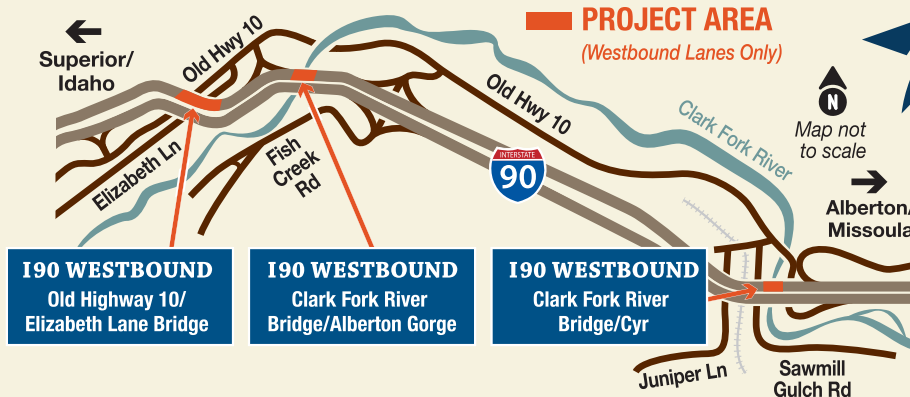 PROJECT AREA
(Westbound Lanes Only)
Superior/
Idaho
Old Hwy 10
Elizabeth Ln
Fish
Creek
Rd
Old Hwy 10
INTERSTATE
90
Clark Fork River
N
Map not
to scale
Alberton/
Missoula
I90 WESTBOUND
Old Highway 10/
Elizabeth Lane Bridge
I90 WESTBOUND
Clark Fork River
Bridge/Alberton Gorge
I90 WESTBOUND
Clark Fork River
Bridge/Cyr
Juniper Ln
Sawmill
Gulch Rd